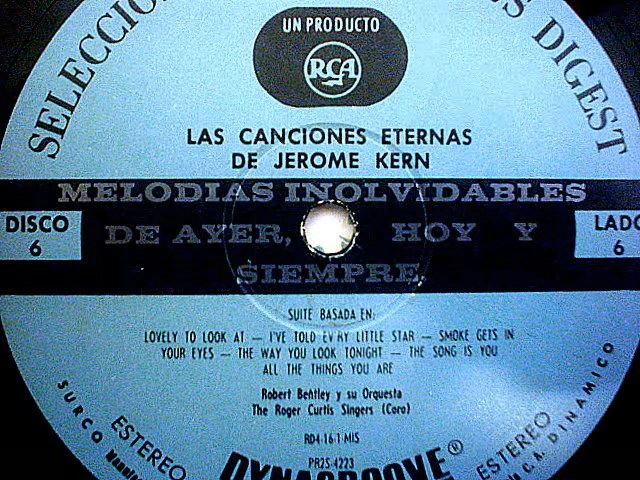 SELECCIO
S DIGEST
UN PRODUCTO
RCA
LAS CANCIONES ETERNAS
DE JEROME KERN
MELODIAS INOLVIDABLES
DISCO
6
DE AYER, HOY Y
LADO
6
SIEMPRE
SUITE BASADA EN:
LOVELY TO LOOK AT — I'VE TOLD EV'RY LITTLE STAR — SMOKE GETS IN
YOUR EYES — THE WAY YOU LOOK TONIGHT — THE SONG IS YOU
ALL THE THINGS YOU ARE
Robert Bentley y su Orquesta
The Roger Curtis Singers (Coro)
RD4-16-1-MIS
PR2S-4223
SURCO
ESTEREO
DYNAGROOVE®
ESTEREO
C.A. DINAMICO